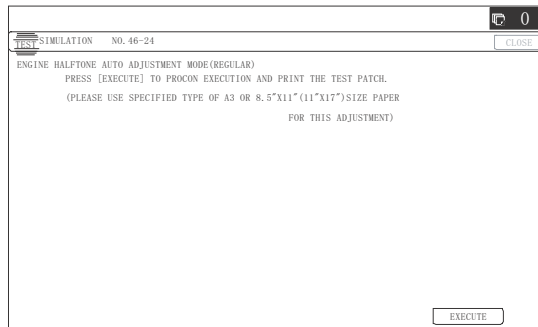 0
TEST SIMULATION NO. 46-24
CLOSE
ENGINE HALFTONE AUTO ADJUSTMENT MODE(REGULAR)
PRESS [EXECUTE] TO PROCON EXECUTION AND PRINT THE TEST PATCH.
(PLEASE USE SPECIFIED TYPE OF A3 OR 8.5"X11"(11"X17")SIZE PAPER
FOR THIS ADJUSTMENT)
EXECUTE